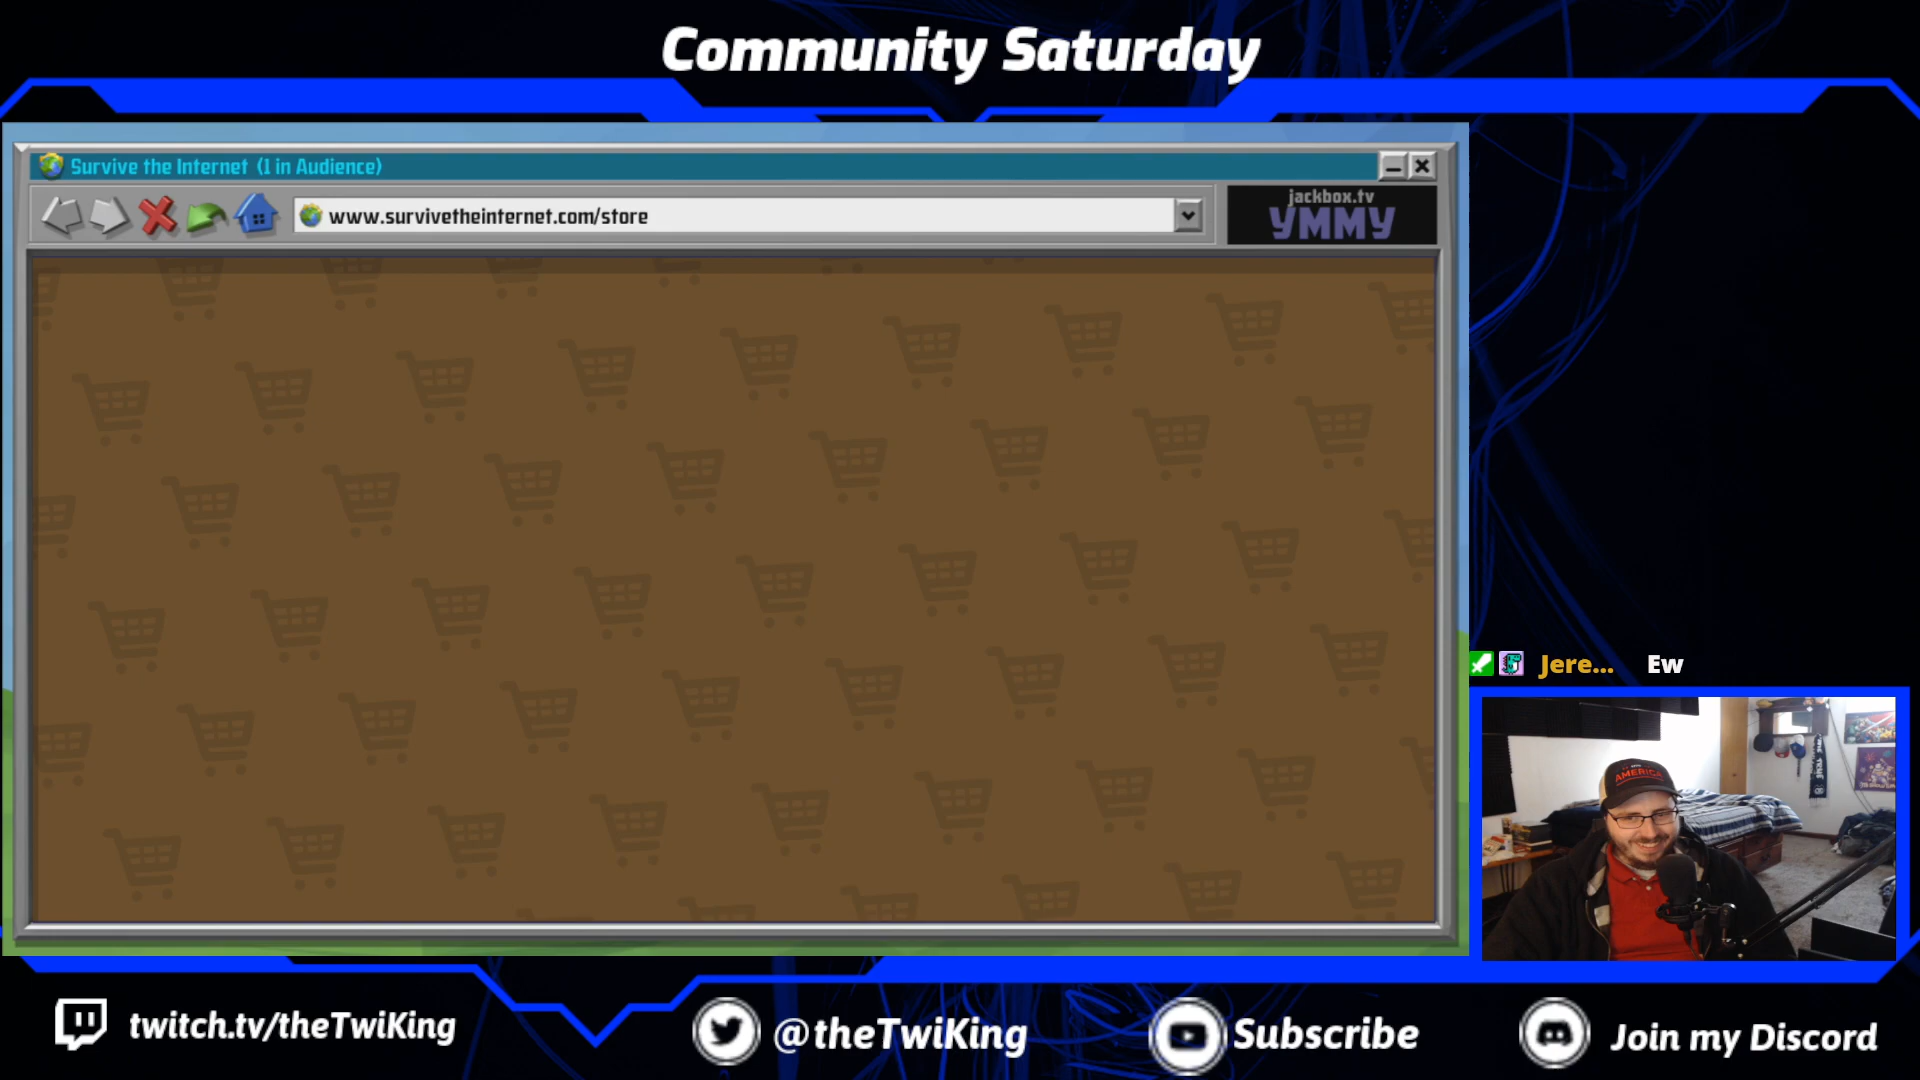 Community Saturday
Survive the Internet (1 in Audience)
www.survivetheinternet.com/store
jackbox.tv
YMMY
Jere... Ew
AMERICA
twitch.tv/theTwiKing
@theTwiKing
Subscribe
Join my Discord